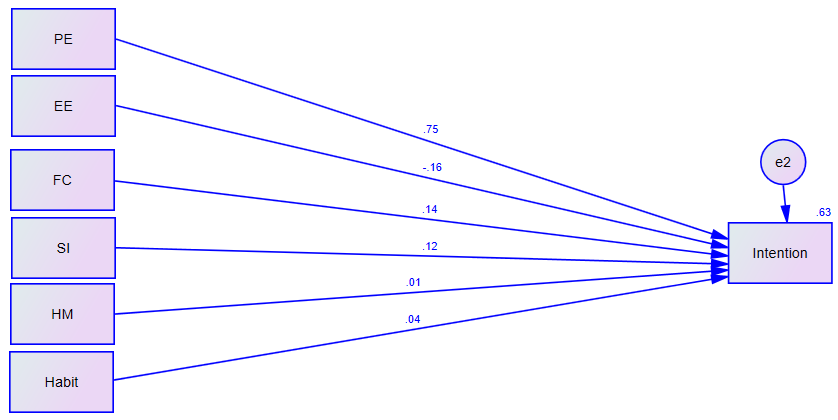 PE
EE
FC
SI
HM
Habit
.75
-.16
.14
.12
.01
.04
e2
.63
Intention